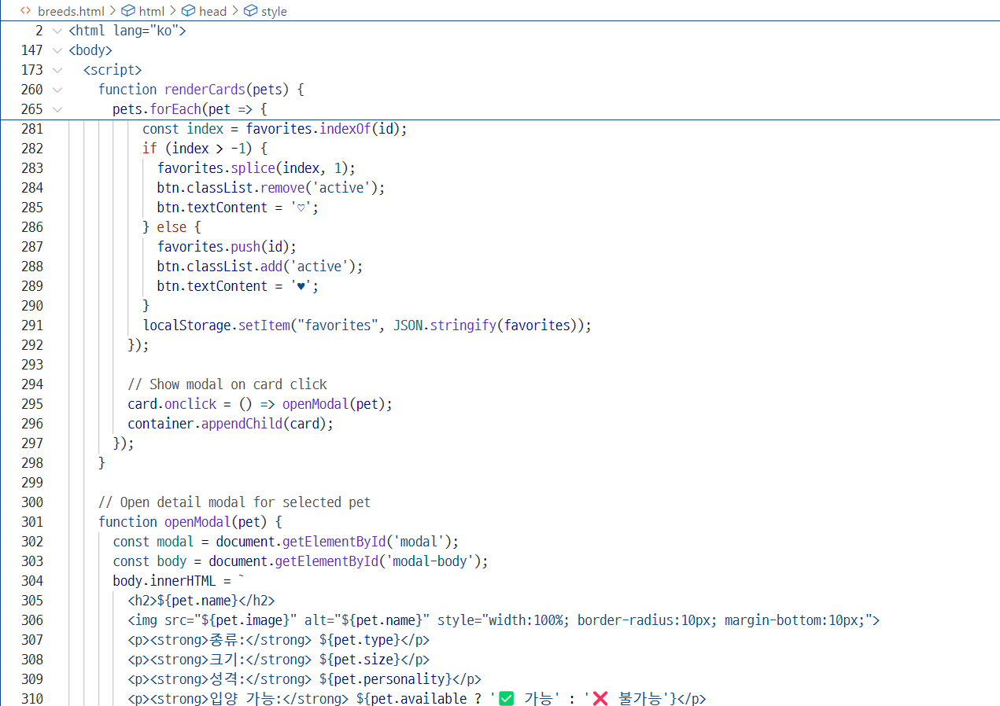 breeds.html > html > head > style
2 <html lang="ko">
147 <body>
173 <script>
260 function renderCards(pets) {
265 pets.forEach(pet => {
281 const index = favorites.indexOf(id);
282 if (index > -1) {
283 favorites.splice(index, 1);
284 btn.classList.remove('active');
285 btn.textContent = '♡';
286 } else {
287 favorites.push(id);
288 btn.classList.add('active');
289 btn.textContent = '♥';
290 }
291 localStorage.setItem("favorites", JSON.stringify(favorites));
292 });
293
294 // Show modal on card click
295 card.onclick = () => openModal(pet);
296 container.appendChild(card);
297 });
298 }
299
300 // Open detail modal for selected pet
301 function openModal(pet) {
302 const modal = document.getElementById('modal');
303 const body = document.getElementById('modal-body');
304 body.innerHTML = `
305 <h2>${pet.name}</h2>
306 <img src="${pet.image}" alt="${pet.name}" style="width:100%; border-radius:10px; margin-bottom:10px;">
307 <p><strong>종류:</strong> ${pet.type}</p>
308 <p><strong>크기:</strong> ${pet.size}</p>
309 <p><strong>성격:</strong> ${pet.personality}</p>
310 <p><strong>입양 가능:</strong> ${pet.available ? '✅ 가능' : '❌ 불가능'}</p>